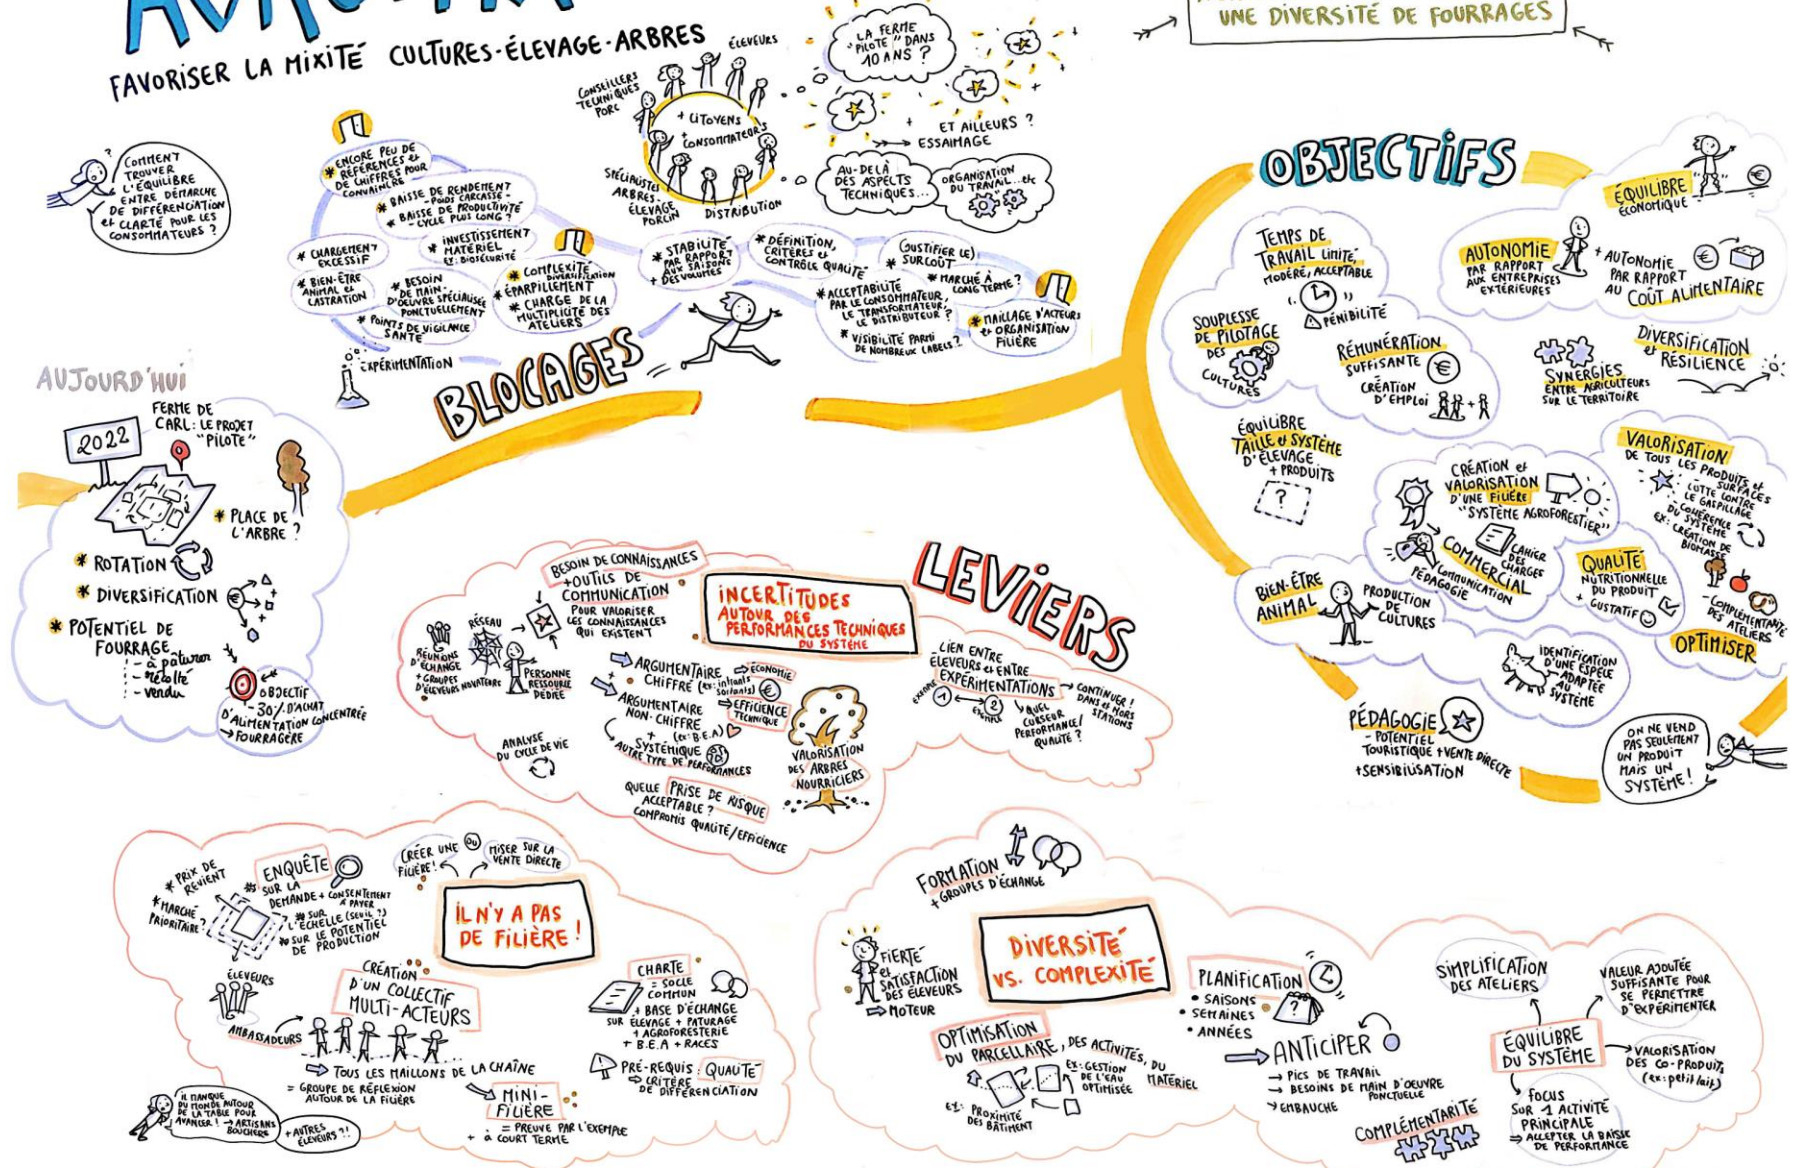 FAVORISER LA MIXITÉ CULTURES-ÉLEVAGE-ARBRES
UNE DIVERSITÉ DE FOURRAGES
COMMENT
TROUVER
L'ÉQUILIBRE
ENTRE DÉMARCHE
DE DIFFÉRENCIATION
et CLARTÉ POUR LES
CONSOMMATEURS ?
ÉLEVEURS
CONSEILLERS
TECHNIQUES
PORC
+ CITOYENS
+
CONSOMMATEURS
SPÉCIALISTES
ARBRES-
ÉLEVAGE
PORCIN
DISTRIBUTION
LA FERME
"PILOTE" DANS
10 ANS ?
ET AILLEURS ?
ESSAIMAGE
AU-DELÀ
DES ASPECTS
TECHNIQUES...
ORGANISATION
DU TRAVAIL...etc
ENCORE PEU DE
* RÉFÉRENCES et
DE CHIFFRES POUR
CONVAINCRE
* BAISSE DE RENDEMENT
- POIDS CARCASSE -
* BAISSE DE PRODUCTIVITÉ
- CYCLE PLUS LONG ?
* CHARGEMENT
EXCESSIF
* INVESTISSEMENT
MATÉRIEL
EX: BIOSÉCURITÉ
* BIEN-ÊTRE
ANIMAL et
CASTRATION
* BESOIN
DE MAIN-
D'OEUVRE SPÉCIALISÉE
PONCTUELLEMENT
* POINTS DE VIGILANCE
SANTÉ
* COMPLEXITÉ
DIVERSIFICATION
* ÉPARPILLEMENT
* CHARGE DE LA
MULTIPLICITÉ DES
ATELIERS
* STABILITÉ
PAR RAPPORT
AUX SAISONS
+ DES VOLUMES
* DÉFINITION,
CRITÈRES et
CONTRÔLE QUALITÉ
(JUSTIFIER LE)
* SURCOÛT
* MARCHÉ À
LONG TERME ?
* ACCEPTABILITÉ
PAR LE CONSOMMATEUR,
LE TRANSFORMATEUR,
LE DISTRIBUTEUR ?
* VISIBILITÉ PARMI
DE NOMBREUX LABELS ?
* MAILLAGE D'ACTEURS
et ORGANISATION
FILIÈRE
EXPÉRIMENTATION
BLOCAGES
AUJOURD'HUI
2022
FERME DE
CARL : LE PROJET
"PILOTE"
* PLACE DE
L'ARBRE ?
* ROTATION
* DIVERSIFICATION
* POTENTIEL DE
FOURRAGE
- à pâturer
- récolté
- vendu
OBJECTIF
- 30% D'ACHAT
D'ALIMENTATION CONCENTRÉE
→ FOURRAGÈRE
OBJECTIFS
ÉQUILIBRE
ÉCONOMIQUE
TEMPS DE
TRAVAIL LIMITÉ,
MODÉRÉ, ACCEPTABLE
PÉNIBILITÉ
AUTONOMIE
PAR RAPPORT
AUX ENTREPRISES
EXTÉRIEURES
+ AUTONOMIE
PAR RAPPORT
AU COÛT ALIMENTAIRE
SOUPLESSE
DE PILOTAGE
DES
CULTURES
RÉMUNÉRATION
SUFFISANTE
=
CRÉATION
D'EMPLOI
SYNERGIES
ENTRE AGRICULTEURS
SUR LE TERRITOIRE
DIVERSIFICATION
et RÉSILIENCE
ÉQUILIBRE
TAILLE et SYSTÈME
D'ÉLEVAGE
+ PRODUITS
?
CRÉATION et
VALORISATION
D'UNE FILIÈRE
"SYSTÈME AGROFORESTIER"
CAHIER
DES
CHARGES
COMMERCIAL
COMMUNICATION
PÉDAGOGIE
VALORISATION
DE TOUS LES PRODUITS et
SURFACES
- LUTTE CONTRE
LE GASPILLAGE
- COHÉRENCE
DU SYSTÈME
EX: CRÉATION DE
BIOMASSE
- COMPLÉMENTARITÉ
DES ATELIERS
OPTIMISER
QUALITÉ
NUTRITIONNELLE
DU PRODUIT
+ GUSTATIF
BIEN-ÊTRE
ANIMAL
PRODUCTION
DE
CULTURES
IDENTIFICATION
D'UNE ESPÈCE
ADAPTÉE
AU
SYSTÈME
PÉDAGOGIE
- POTENTIEL
TOURISTIQUE + VENTE DIRECTE
+ SENSIBILISATION
ON NE VEND
PAS SEULEMENT
UN PRODUIT
MAIS UN
SYSTÈME !
LEVIERS
INCERTITUDES
AUTOUR DES
PERFORMANCES TECHNIQUES
DU SYSTÈME
BESOIN DE CONNAISSANCES
+ OUTILS DE
COMMUNICATION
POUR VALORISER
LES CONNAISSANCES
QUI EXISTENT
RÉSEAU
RÉUNIONS
D'ÉCHANGE
+ GROUPES
D'ÉLEVEURS NOVATEURS
PERSONNE
RESSOURCE
DÉDIÉE
ARGUMENTAIRE
CHIFFRÉ (ex: intrants
sortants)
ÉCONOMIE
+
ARGUMENTAIRE
NON-CHIFFRÉ
(ex: B.E.A)
EFFICIENCE
TECHNIQUE
+
SYSTÉMIQUE
AUTRE TYPE DE PERFORMANCES
ANALYSE
DU CYCLE DE VIE
VALORISATION
DES ARBRES
NOURRICIERS
QUELLE PRISE DE RISQUE
ACCEPTABLE ?
COMPROMIS QUALITÉ/EFFICIENCE
LIEN ENTRE
ÉLEVEURS et ENTRE
EXPÉRIMENTATIONS
EXEMPLE 1
2 EXEMPLE
→ CONTINUER !
DANS et HORS
STATIONS
QUEL
CURSEUR
PERFORMANCE/
QUALITÉ ?
IL N'Y A PAS
DE FILIÈRE !
CRÉER UNE
FILIÈRE !
OU
MISER SUR LA
VENTE DIRECTE
* PRIX DE
REVIENT
* MARCHÉ
PRIORITAIRE ?
ENQUÊTE
* SUR LA
DEMANDE + CONSENTEMENT
À PAYER
* SUR
L'ÉCHELLE (SEUIL ?)
* SUR LE POTENTIEL
DE PRODUCTION
ÉLEVEURS
AMBASSADEURS
CRÉATION
D'UN COLLECTIF
MULTI-ACTEURS
⇒ TOUS LES MAILLONS DE LA CHAÎNE
= GROUPE DE RÉFLEXION
AUTOUR DE LA FILIÈRE
IL MANQUE
DU MONDE AUTOUR
DE LA TABLE POUR
AVANCER ! → ARTISANS
BOUCHERS
+ AUTRES
ÉLEVEURS ?!
MINI-
FILIÈRE
= PREUVE PAR L'EXEMPLE
+ à COURT TERME
CHARTE
= SOCLE
COMMUN
+ BASE D'ÉCHANGE
SUR ÉLEVAGE + PATURAGE
+ AGROFORESTERIE
+ B.E.A + RACES
PRÉ-REQUIS : QUALITÉ
⇒ CRITÈRE
DE DIFFÉRENCIATION
FORMATION
+ GROUPES D'ÉCHANGE
DIVERSITÉ
VS. COMPLEXITÉ
FIERTÉ
et
SATISFACTION
DES ÉLEVEURS
⇒ MOTEUR
OPTIMISATION
DU PARCELLAIRE, DES ACTIVITÉS, DU
MATÉRIEL
EX: GESTION
DE L'EAU
OPTIMISÉE
EX: PROXIMITÉ
DES BÂTIMENT
PLANIFICATION
• SAISONS
• SEMAINES
• ANNÉES
?
⇒ ANTICIPER
→ PICS DE TRAVAIL
→ BESOINS DE MAIN D'OEUVRE
PONCTUELLE
→ EMBAUCHE
COMPLÉMENTARITÉ
SIMPLIFICATION
DES ATELIERS
VALEUR AJOUTÉE
SUFFISANTE POUR
SE PERMETTRE
D'EXPÉRIMENTER
ÉQUILIBRE
DU SYSTÈME
VALORISATION
DES CO-PRODUITS
(ex: petit lait)
FOCUS
SUR 1 ACTIVITÉ
PRINCIPALE
⇒ ACCEPTER LA BAISSE
DE PERFORMANCE